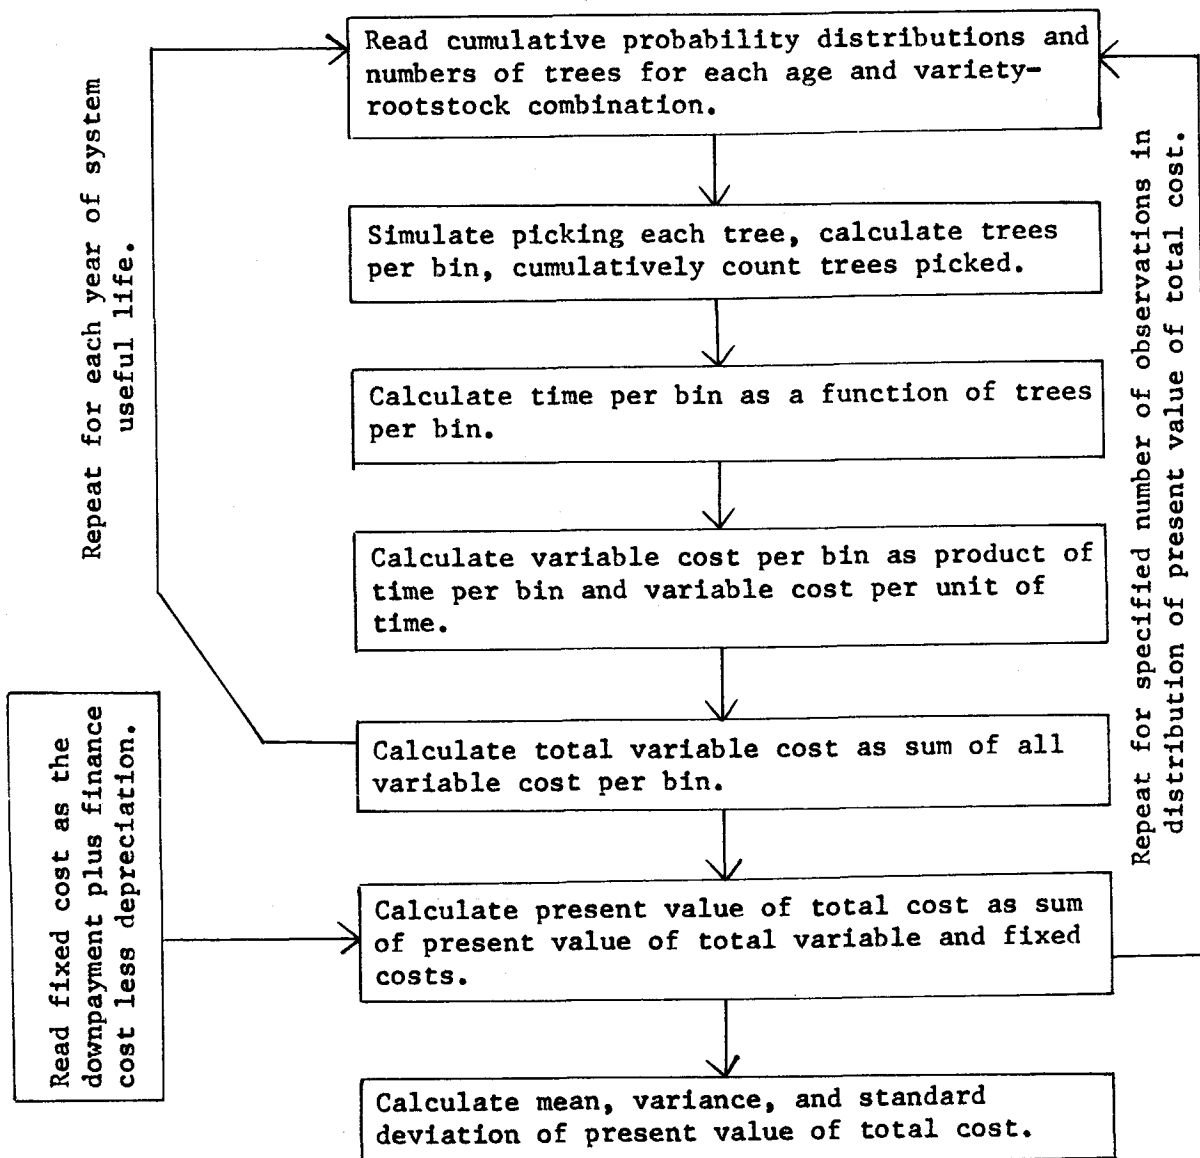 Read cumulative probability distributions and
numbers of trees for each age and variety-
rootstock combination.
Simulate picking each tree, calculate trees
per bin, cumulatively count trees picked.
Calculate time per bin as a function of trees
per bin.
Calculate variable cost per bin as product of
time per bin and variable cost per unit of
time.
Calculate total variable cost as sum of all
variable cost per bin.
Repeat for each year of system
useful life.
Read fixed cost as the
downpayment plus finance
cost less depreciation.
Calculate present value of total cost as sum
of present value of total variable and fixed
costs.
Repeat for specified number of observations in
distribution of present value of total cost.
Calculate mean, variance, and standard
deviation of present value of total cost.